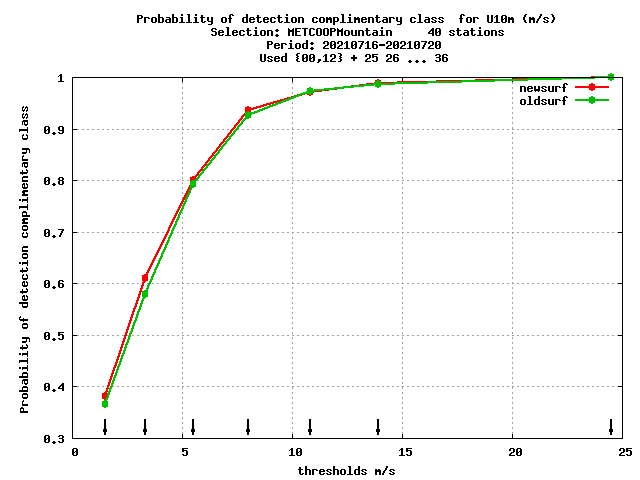 Probability of detection complimentary class  for U10m (m/s)
Selection: METCOOPMountain     40 stations
Period: 20210716-20210720
Used {00,12} + 25 26 ... 36
newsurf
oldsurf
Probability of detection complimentary class
1
0.9
0.8
0.7
0.6
0.5
0.4
0.3
0 5 10 15 20 25
thresholds m/s